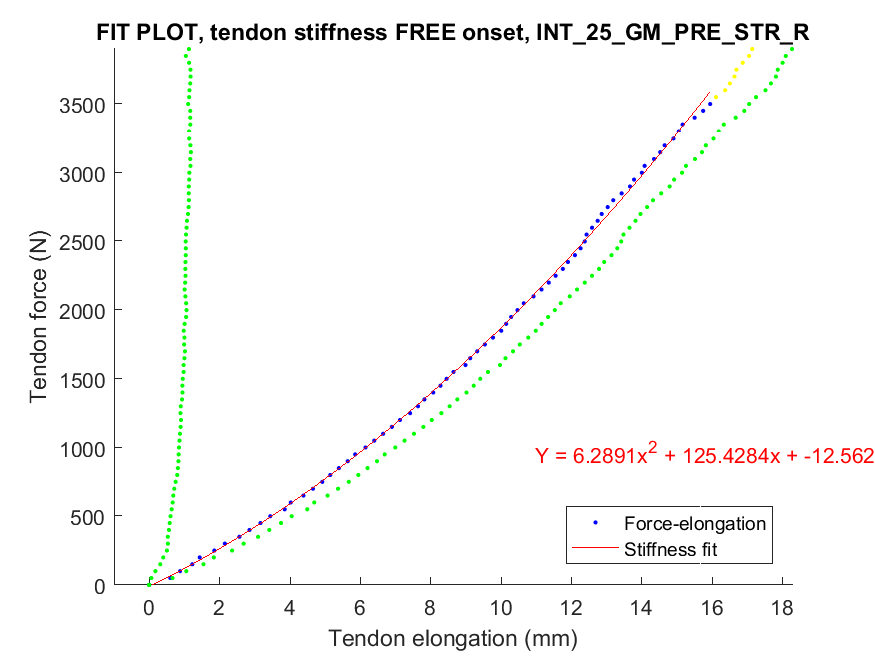 FIT PLOT, tendon stiffness FREE onset, INT_25_GM_PRE_STR_R
Tendon force (N)
3500
3000
2500
2000
1500
1000
500
0
Y = 6.2891x² + 125.4284x + -12.562
Force-elongation
Stiffness fit
0 2 4 6 8 10 12 14 16 18
Tendon elongation (mm)